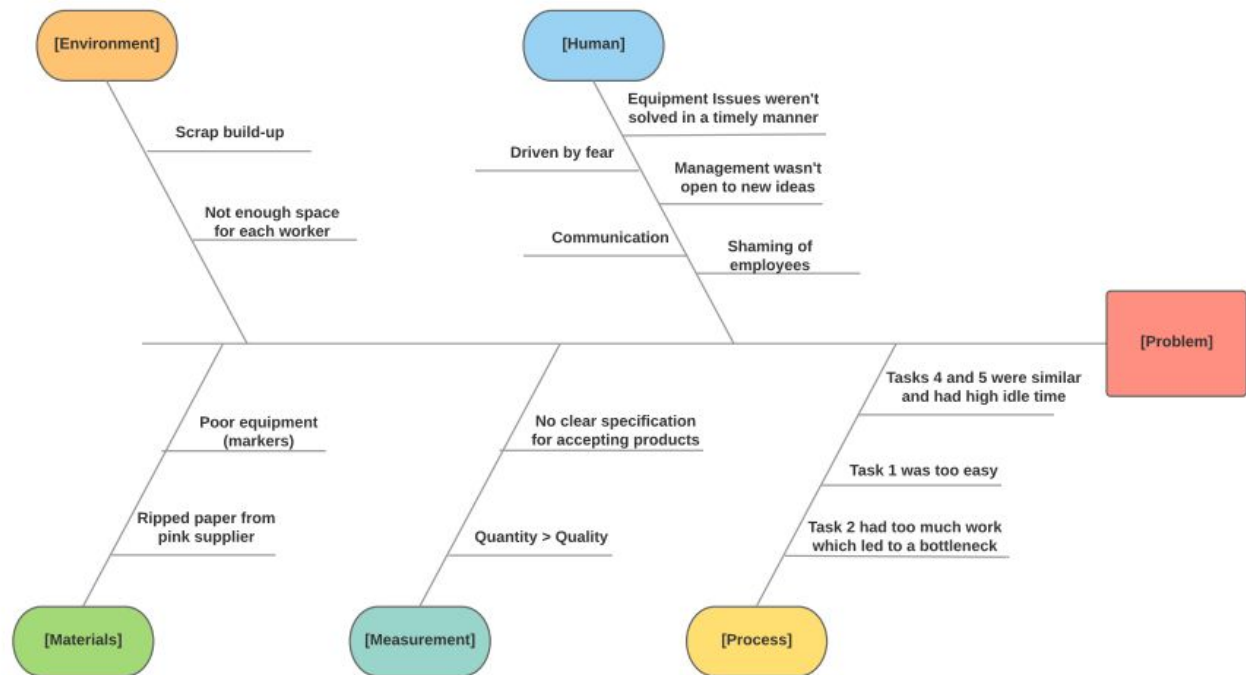 [Environment]
[Human]
Scrap build-up
Not enough space
for each worker
Equipment Issues weren't
solved in a timely manner
Driven by fear
Management wasn't
open to new ideas
Communication
Shaming of
employees
[Problem]
Poor equipment
(markers)
Ripped paper from
pink supplier
No clear specification
for accepting products
Quantity > Quality
Tasks 4 and 5 were similar
and had high idle time
Task 1 was too easy
Task 2 had too much work
which led to a bottleneck
[Materials]
[Measurement]
[Process]